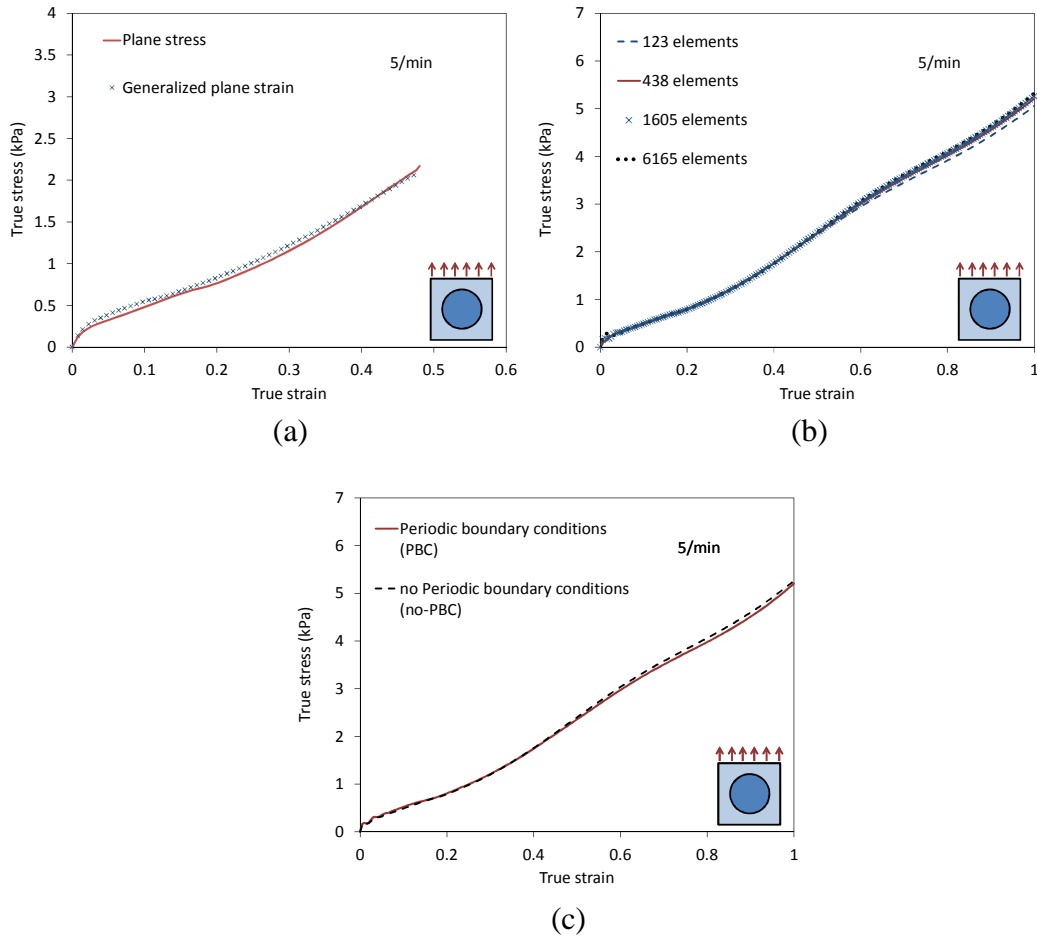 4
3.5
3
2.5
2
1.5
1
0.5
0
Plane stress
5/min
Generalized plane strain
True stress (kPa)
0 0.1 0.2 0.3 0.4 0.5 0.6
True strain
(a)
7
6
5
4
3
2
1
0
123 elements
5/min
438 elements
1605 elements
6165 elements
True stress (kPa)
0 0.2 0.4 0.6 0.8 1
True strain
(b)
7
6
5
4
3
2
1
0
Periodic boundary conditions
(PBC)
5/min
no Periodic boundary conditions
(no-PBC)
True stress (kPa)
0 0.2 0.4 0.6 0.8 1
True strain
(c)